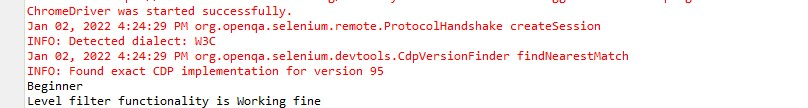 ChromeDriver was started successfully.
Jan 02, 2022 4:24:29 PM org.openqa.selenium.remote.ProtocolHandshake createSession
INFO: Detected dialect: W3C
Jan 02, 2022 4:24:29 PM org.openqa.selenium.devtools.CdpVersionFinder findNearestMatch
INFO: Found exact CDP implementation for version 95
Beginner
Level filter functionality is Working fine